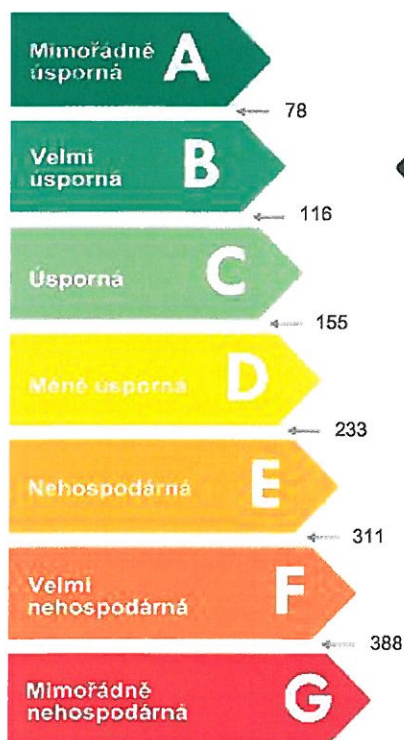 Mimořádně
úsporná
A
78
Velmi
úsporná
B
116
Úsporná
C
155
Méně úsporná
D
233
Nehospodárná
E
311
Velmi
nehospodárná
F
388
Mimořádně
nehospodárná
G